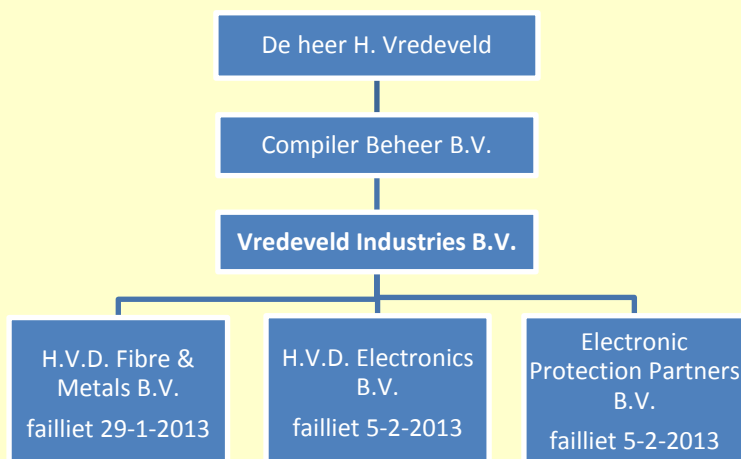 De heer H. Vredeveld
Compiler Beheer B.V.
Vredeveld Industries B.V.
H.V.D. Fibre &
Metals B.V.
failliet 29-1-2013
H.V.D. Electronics
B.V.
failliet 5-2-2013
Electronic
Protection Partners
B.V.
failliet 5-2-2013